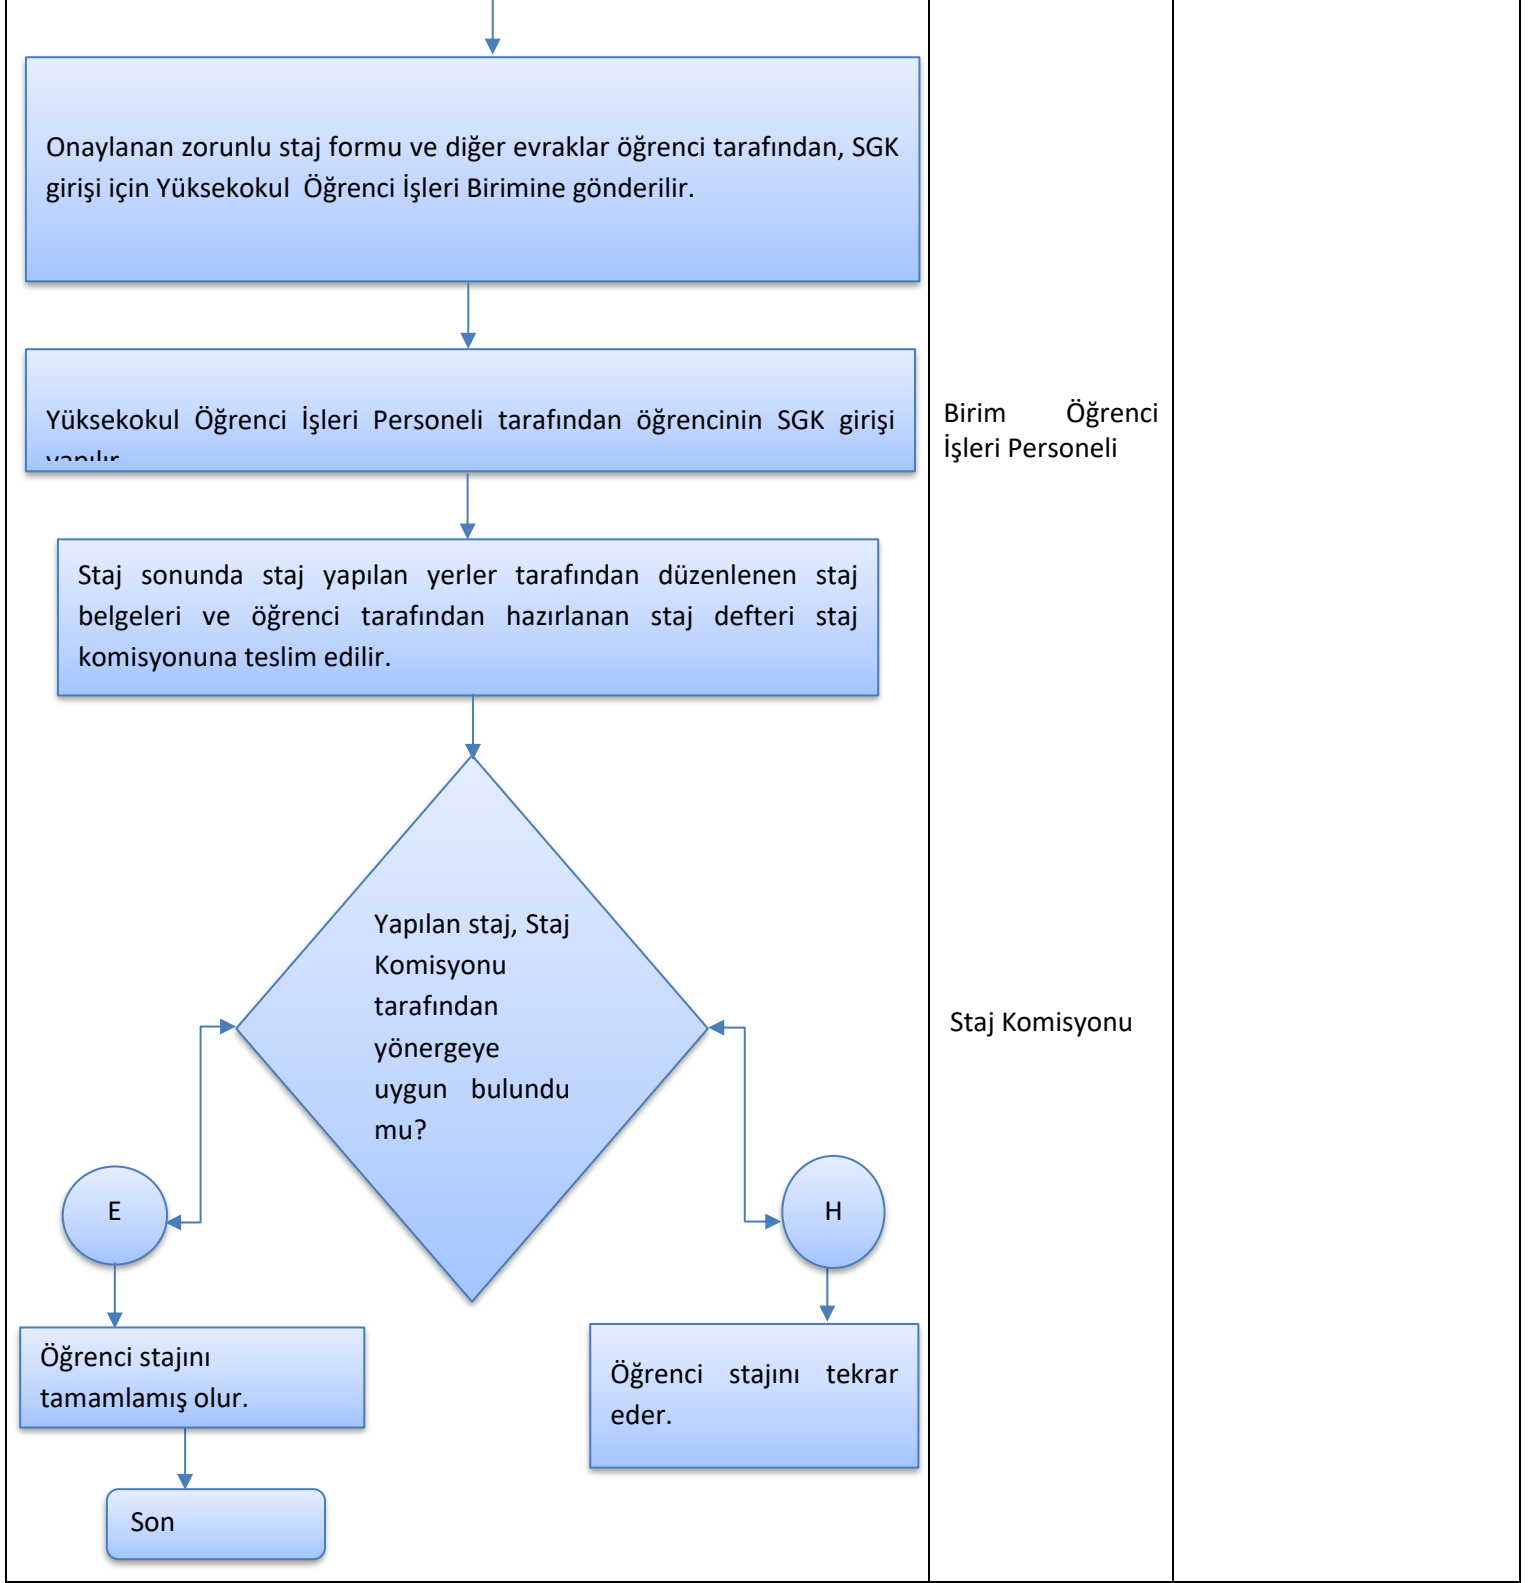 Onaylanan zorunlu staj formu ve diğer evraklar öğrenci tarafından, SGK
girişi için Yüksekokul Öğrenci İşleri Birimine gönderilir.
Yüksekokul Öğrenci İşleri Personeli tarafından öğrencinin SGK girişi
yapılır
Birim Öğrenci
İşleri Personeli
Staj sonunda staj yapılan yerler tarafından düzenlenen staj
belgeleri ve öğrenci tarafından hazırlanan staj defteri staj
komisyonuna teslim edilir.
Yapılan staj, Staj
Komisyonu
tarafından
yönergeye
uygun bulundu
mu?
Staj Komisyonu
E
H
Öğrenci stajını
tamamlamış olur.
Öğrenci stajını tekrar
eder.
Son